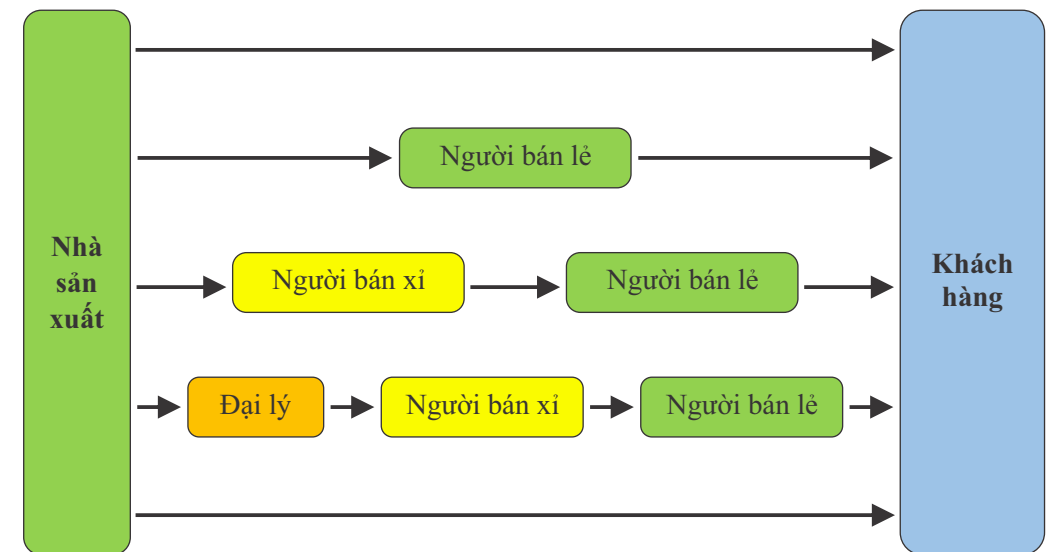 Nhà
sản
xuất
Người bán lẻ
Người bán xỉ
Người bán lẻ
Đại lý
Người bán xỉ
Người bán lẻ
Khách
hàng